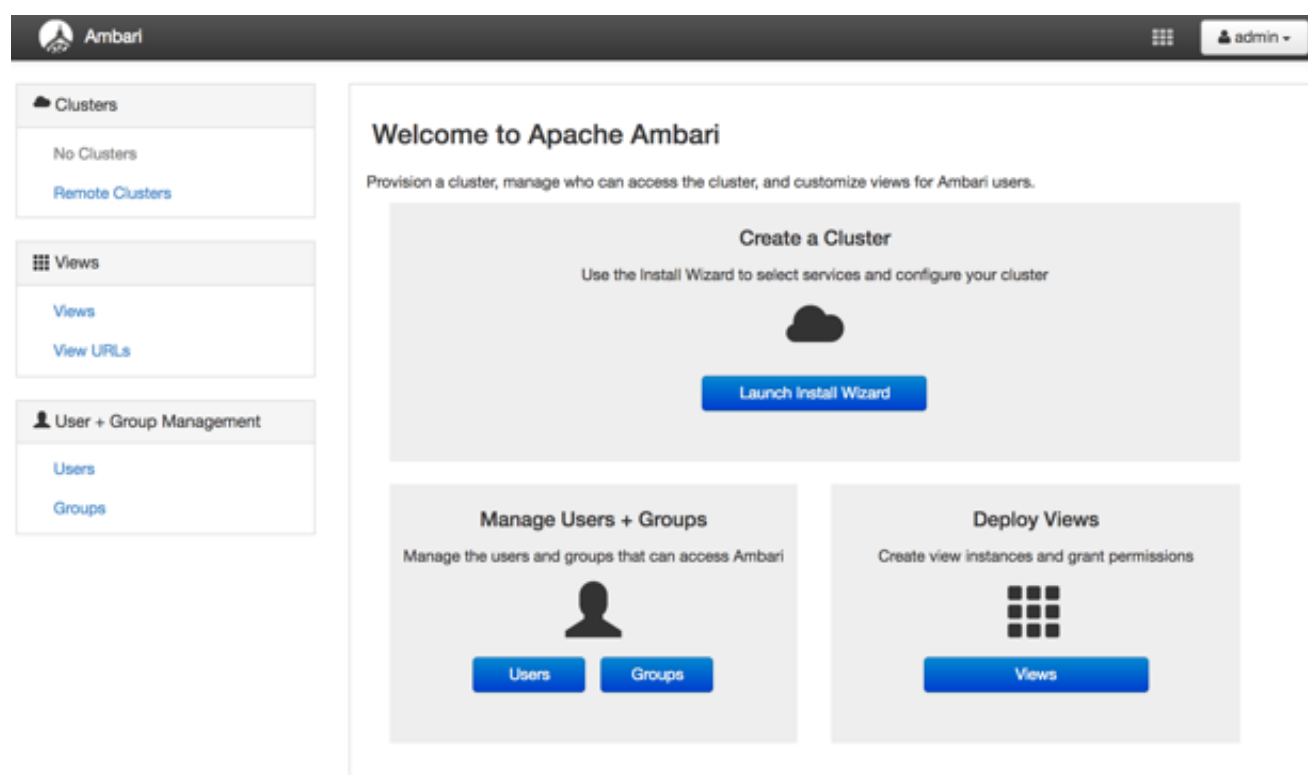 Ambari
admin
Clusters
No Clusters
Remote Clusters
Views
Views
View URLs
User + Group Management
Users
Groups
Welcome to Apache Ambari
Provision a cluster, manage who can access the cluster, and customize views for Ambari users.
Create a Cluster
Use the Install Wizard to select services and configure your cluster
Launch Install Wizard
Manage Users + Groups
Manage the users and groups that can access Ambari
Users
Groups
Deploy Views
Create view instances and grant permissions
Views